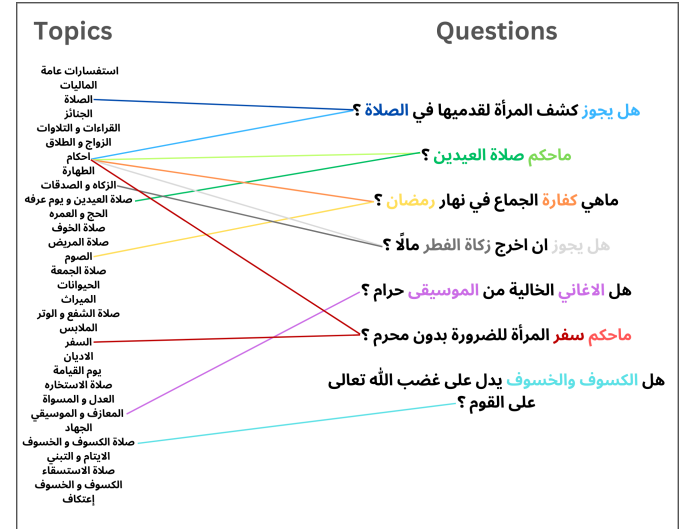 Topics
استفسارات عامة
الماليات
الصلاة
الجنائز
القراءات و التلاوات
الزواج و الطلاق
احكام
الطهارة
الزكاه و الصدقات
صلاة العيدين و يوم عرفه
الحج و العمره
صلاة الخوف
صلاة المريض
الصوم
صلاة الجمعة
الحيوانات
الميراث
صلاة الشفع و الوتر
الملابس
السفر
الاديان
يوم القيامة
صلاة الاستخاره
العدل و المسواة
المعازف و الموسيقي
الجهاد
صلاة الكسوف و الخسوف
الايتام و التبني
صلاة الاستسقاء
الكسوف و الخسوف
إعتكاف
Questions
هل يجوز كشف المرأة لقدميها في الصلاة ؟
ماحكم صلاة العيدين ؟
ماهي كفارة الجماع في نهار رمضان ؟
هل يجوز ان اخرج زكاة الفطر مالًا ؟
هل الاغاني الخالية من الموسيقى حرام ؟
ماحكم سفر المرأة للضرورة بدون محرم ؟
هل الكسوف والخسوف يدل على غضب الله تعالى
على القوم ؟